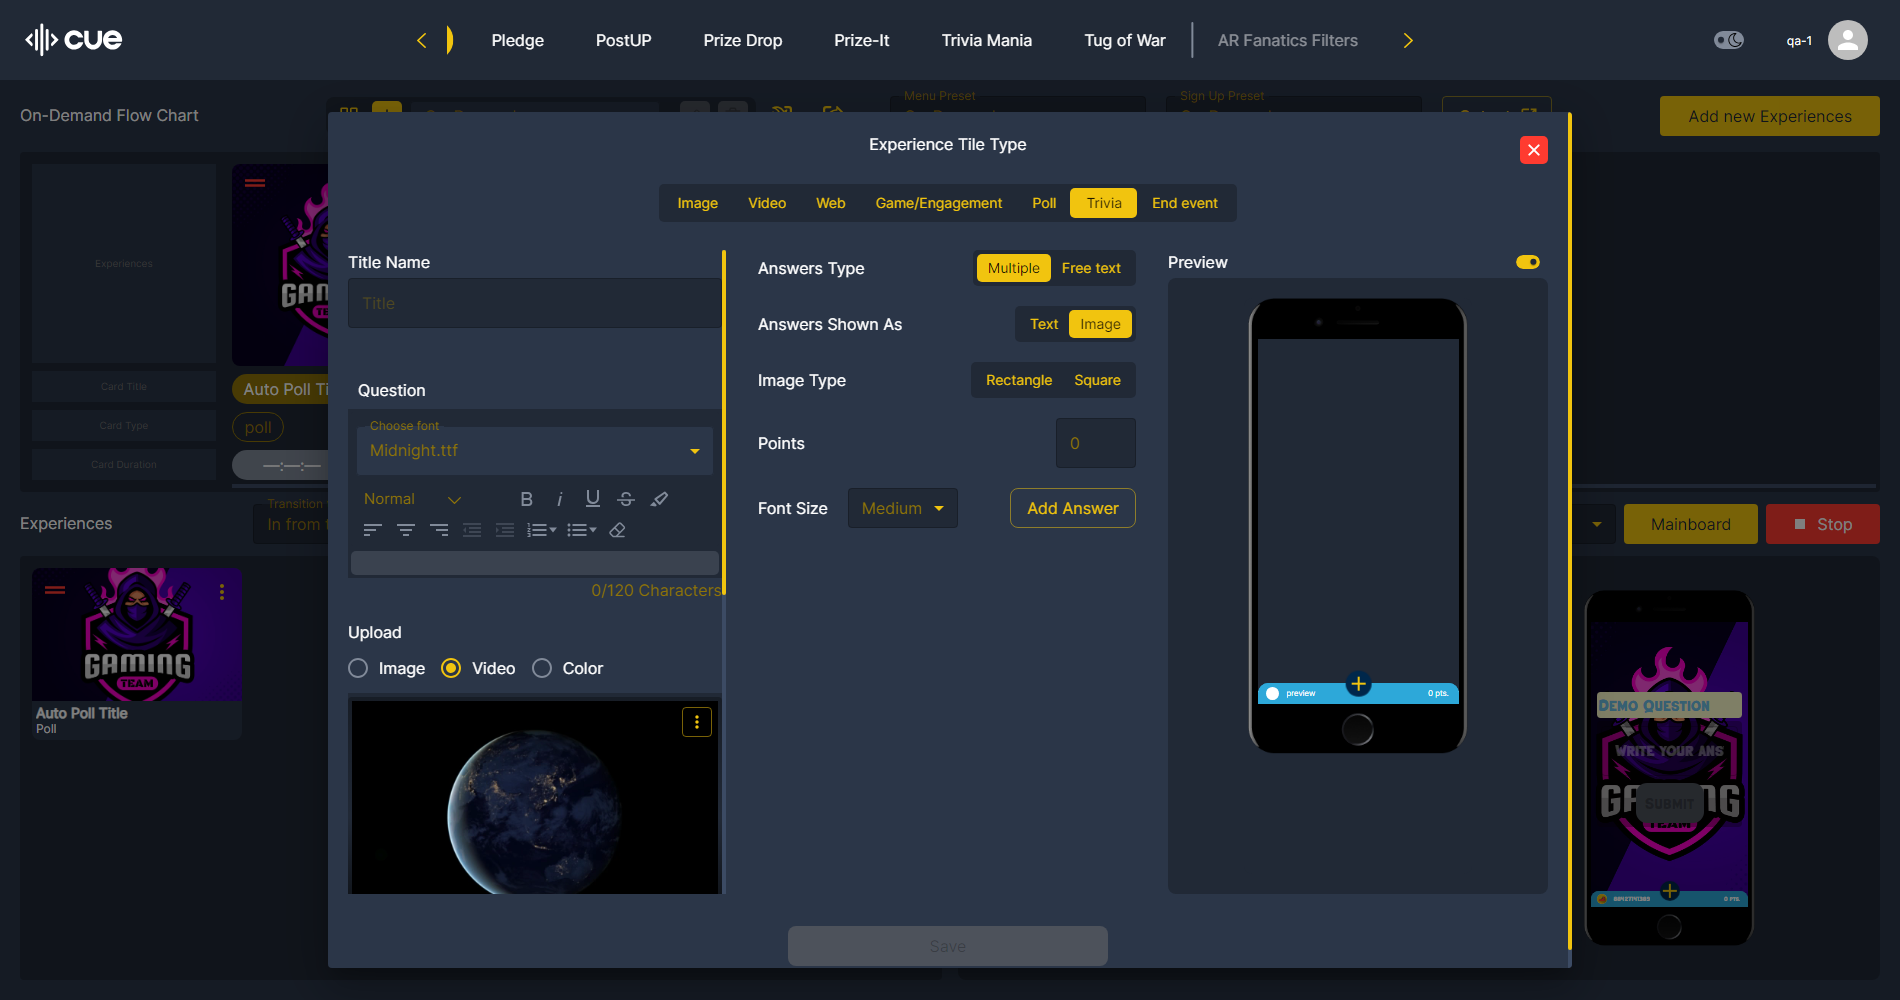 cue
Pledge
PostUP
Prize Drop
Prize-It
Trivia Mania
Tug of War
AR Fanatics Filters
qa-1
On-Demand Flow Chart
Menu Preset
Sign Up Preset
Add new Experiences
Experience Tile Type
Image
Video
Web
Game/Engagement
Poll
Trivia
End event
Experiences
Card Title
Card Type
Card Duration
Auto Poll Ti
poll
—:—:—
Title Name
Title
Question
Choose font
Midnight.ttf
Normal
B
i
U
S
0/120 Characters
Upload
Image
Video
Color
Answers Type
Multiple
Free text
Answers Shown As
Text
Image
Image Type
Rectangle
Square
Points
0
Font Size
Medium
Add Answer
Preview
preview
0 pts.
Save
Transition
In from
Experiences
Mainboard
Stop
GAMING
TEAM
Auto Poll Title
Poll
Demo Question
Write your ans
Submit
GAMING
TEAM
0 pts.